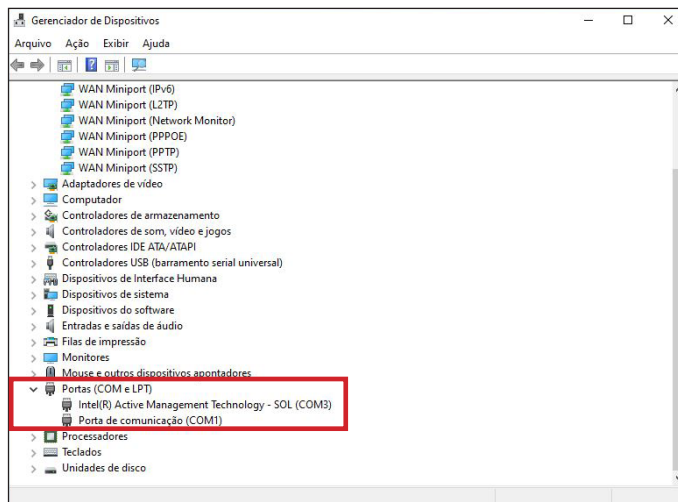 Gerenciador de Dispositivos
Arquivo Ação Exibir Ajuda
WAN Miniport (IPv6)
WAN Miniport (L2TP)
WAN Miniport (Network Monitor)
WAN Miniport (PPPOE)
WAN Miniport (PPTP)
WAN Miniport (SSTP)
Adaptadores de vídeo
Computador
Controladores de armazenamento
Controladores de som, vídeo e jogos
Controladores IDE ATA/ATAPI
Controladores USB (barramento serial universal)
Dispositivos de Interface Humana
Dispositivos de sistema
Dispositivos do software
Entradas e saídas de áudio
Filas de impressão
Monitores
Mouse e outros dispositivos apontadores
Portas (COM e LPT)
Intel(R) Active Management Technology - SOL (COM3)
Porta de comunicação (COM1)
Processadores
Teclados
Unidades de disco